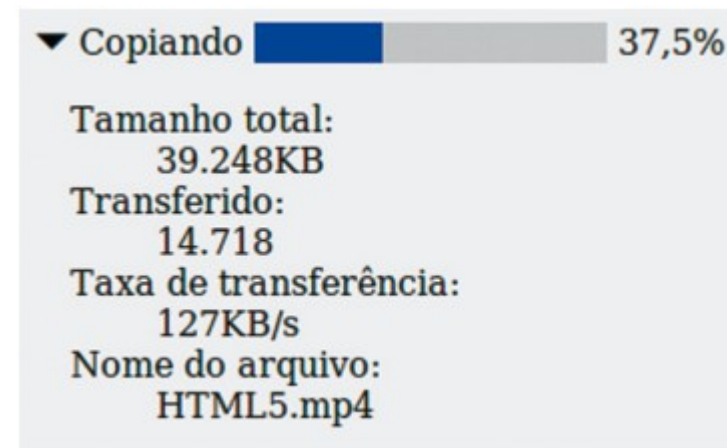 ▼ Copiando 37,5%
Tamanho total:
39.248KB
Transferido:
14.718
Taxa de transferência:
127KB/s
Nome do arquivo:
HTML5.mp4